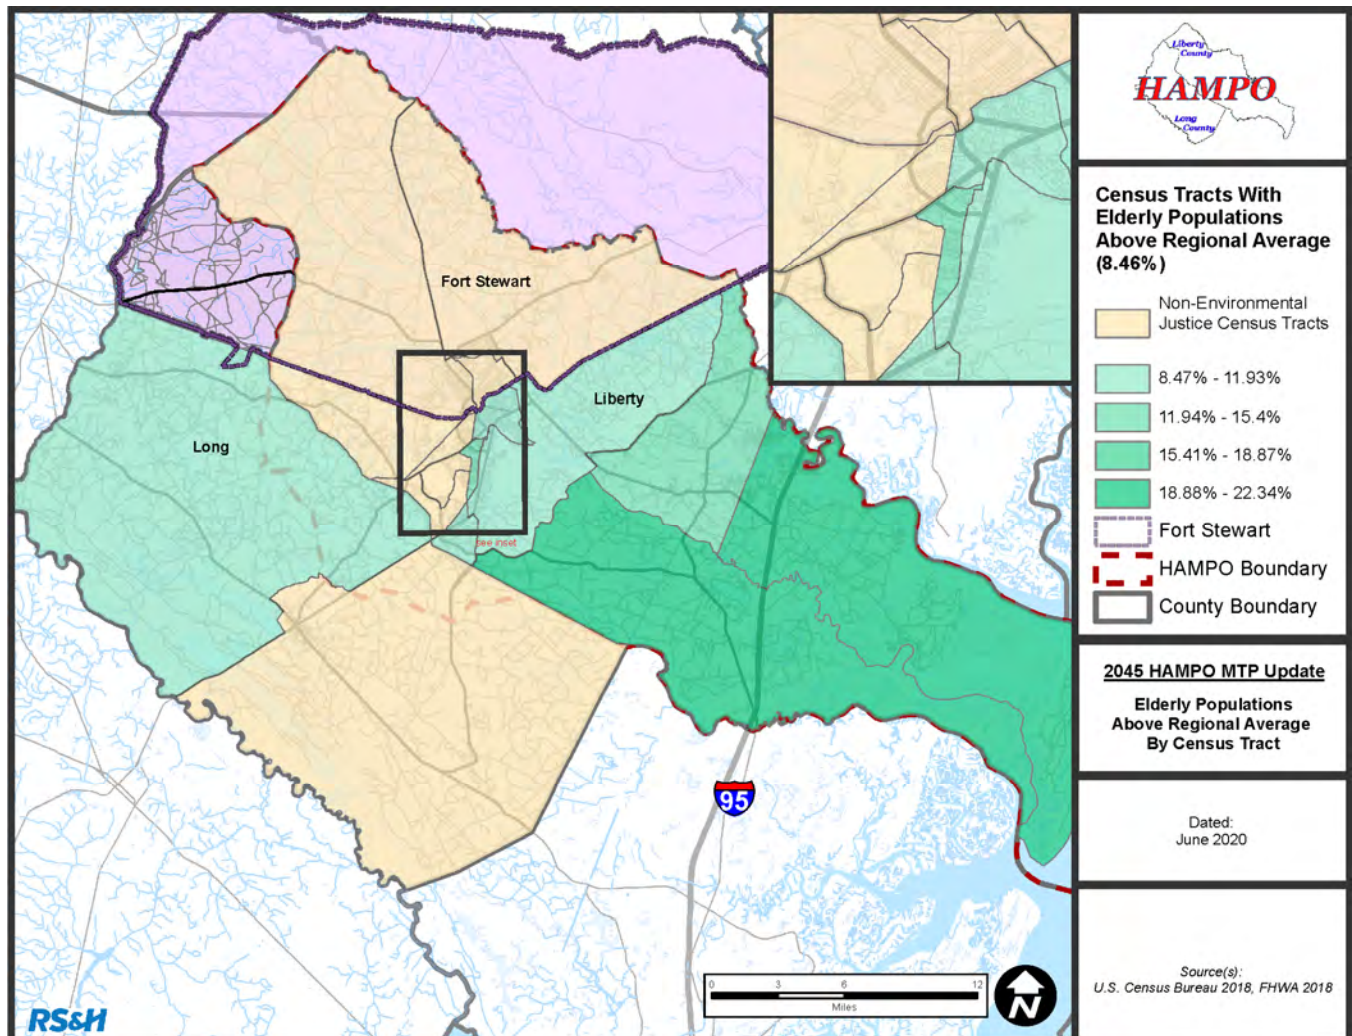 Fort Stewart
Liberty
Long
see inset
95
0 3 6 12
Miles
N
RS&H
Liberty
County
HAMPO
Long
County
Census Tracts With
Elderly Populations
Above Regional Average
(8.46%)
Non-Environmental
Justice Census Tracts
8.47% - 11.93%
11.94% - 15.4%
15.41% - 18.87%
18.88% - 22.34%
Fort Stewart
HAMPO Boundary
County Boundary
2045 HAMPO MTP Update
Elderly Populations
Above Regional Average
By Census Tract
Dated:
June 2020
Source(s):
U.S. Census Bureau 2018, FHWA 2018